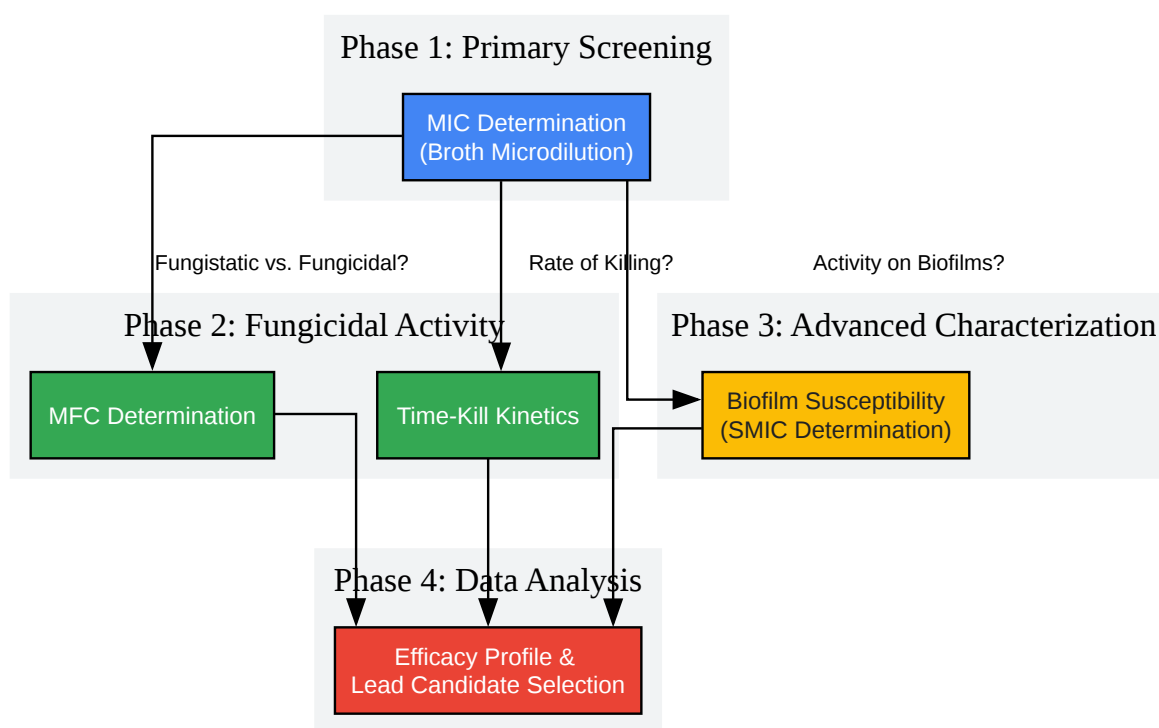 Phase 1: Primary Screening
MIC Determination
(Broth Microdilution)
Fungistatic vs. Fungicidal?
Rate of Killing?
Activity on Biofilms?
Phase 2: Fungicidal Activity
Phase 3: Advanced Characterization
MFC Determination
Time-Kill Kinetics
Biofilm Susceptibility
(SMIC Determination)
Phase 4: Data Analysis
Efficacy Profile &
Lead Candidate Selection